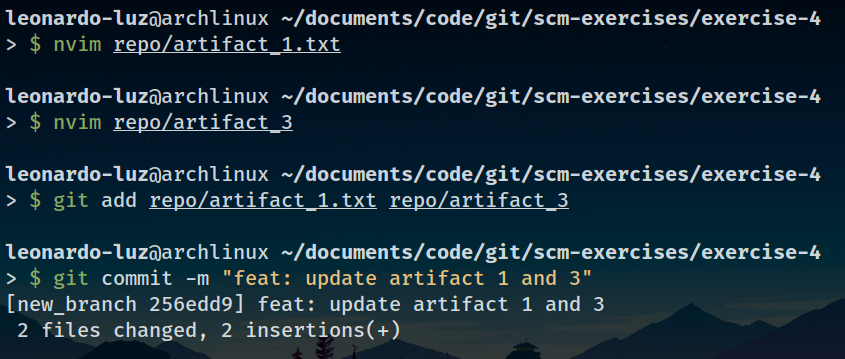 leonardo-luz@archlinux ~/documents/code/git/scm-exercises/exercise-4
> $ nvim repo/artifact_1.txt
leonardo-luz@archlinux ~/documents/code/git/scm-exercises/exercise-4
> $ nvim repo/artifact_3
leonardo-luz@archlinux ~/documents/code/git/scm-exercises/exercise-4
> $ git add repo/artifact_1.txt repo/artifact_3
leonardo-luz@archlinux ~/documents/code/git/scm-exercises/exercise-4
> $ git commit -m "feat: update artifact 1 and 3"
[new_branch 256edd9] feat: update artifact 1 and 3
 2 files changed, 2 insertions(+)